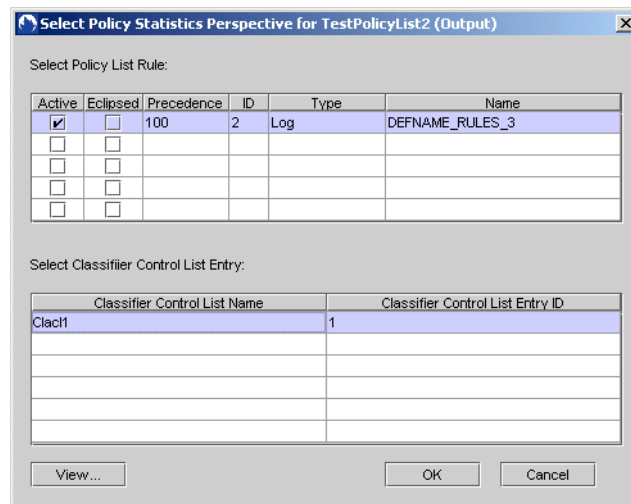 Select Policy Statistics Perspective for TestPolicyList2 (Output)
Select Policy List Rule:
Active Eclipsed Precedence ID Type Name
100 2 Log DEFNAME_RULES_3
Select Classifiier Control List Entry:
Classifier Control List Name Classifier Control List Entry ID
Clacl1 1
View... OK Cancel